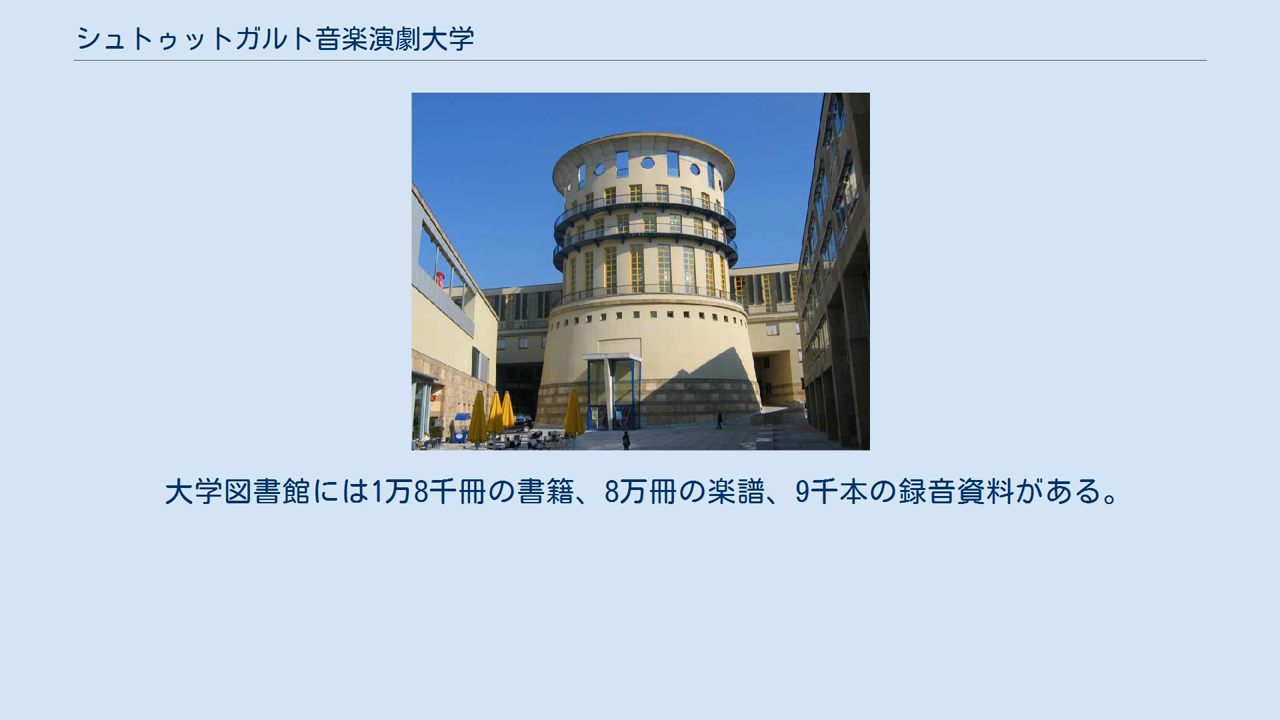 シュトゥットガルト音楽演劇大学
大学図書館には1万8千冊の書籍、8万冊の楽譜、9千本の録音資料がある。